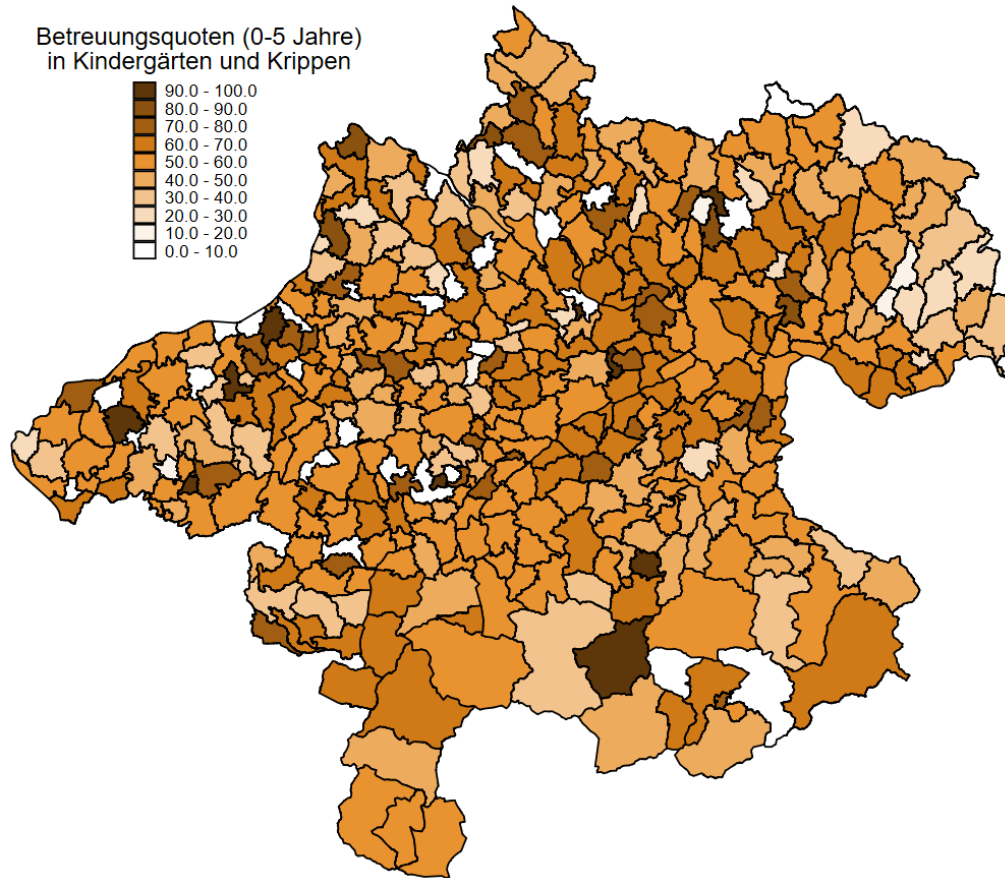 Betreuungsquoten (0-5 Jahre)
in Kindergärten und Krippen
90.0 - 100.0
80.0 - 90.0
70.0 - 80.0
60.0 - 70.0
50.0 - 60.0
40.0 - 50.0
30.0 - 40.0
20.0 - 30.0
10.0 - 20.0
0.0 - 10.0